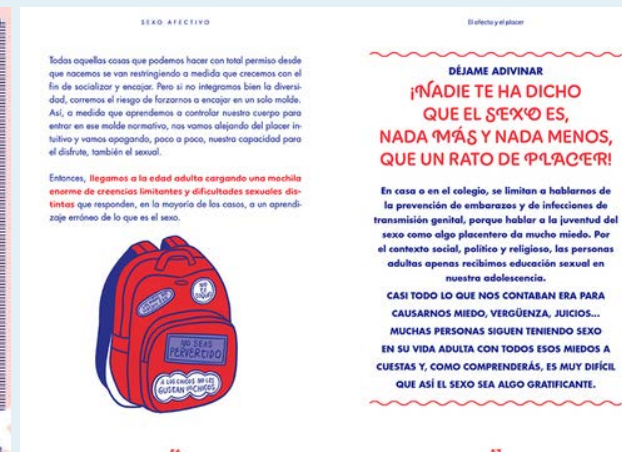 SEXO AFECTIVO
Todas aquellas cosas que podemos hacer con total permiso desde
que nacemos se van restringiendo a medida que crecemos con el
fin de socializar y encajar. Pero si no integramos bien la diversi-
dad, corremos el riesgo de forzarnos a encajar en un solo molde.
Así, a medida que aprendemos a controlar nuestro cuerpo para
entrar en ese molde normativo, nos vamos alejando del placer in-
tuitivo y vamos apagando, poco a poco, nuestra capacidad para
el disfrute, también el sexual.
Entonces, llegamos a la edad adulta cargando una mochila
enorme de creencias limitantes y dificultades sexuales dis-
tintas que responden, en la mayoría de los casos, a un aprendi-
zaje erróneo de lo que es el sexo.
NO SEAS
PERVERTIDO
A LOS CHICOS NO LES
GUSTAN CHICOS
El afecto y el placer
DÉJAME ADIVINAR
¡NADIE TE HA DICHO
QUE EL SEXO ES,
NADA MÁS Y NADA MENOS,
QUE UN RATO DE PLACER!
En casa o en el colegio, se limitan a hablarnos de
la prevención de embarazos y de infecciones de
transmisión genital, porque hablar a la juventud del
sexo como algo placentero da mucho miedo. Por
el contexto social, político y religioso, las personas
adultas apenas recibimos educación sexual en
nuestra adolescencia.
CASI TODO LO QUE NOS CONTABAN ERA PARA
CAUSARNOS MIEDO, VERGÜENZA, JUICIOS...
MUCHAS PERSONAS SIGUEN TENIENDO SEXO
EN SU VIDA ADULTA CON TODOS ESOS MIEDOS A
CUESTAS Y, COMO COMPRENDERÁS, ES MUY DIFÍCIL
QUE ASÍ EL SEXO SEA ALGO GRATIFICANTE.